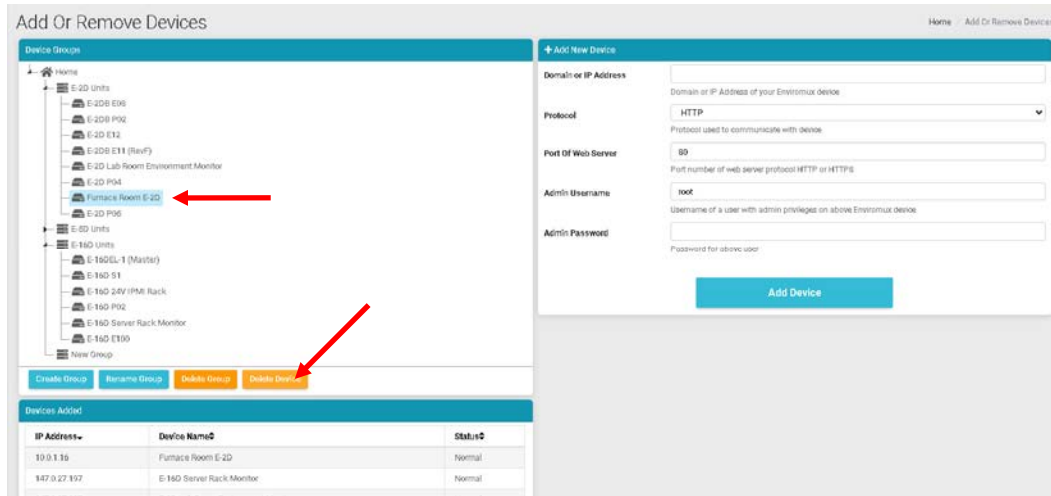 Add Or Remove Devices
Home / Add Or Remove Devices
Device Groups
Home
E-2D Units
E-2DB E06
E-2DB P02
E-2D E12
E-2DB E11 (RevF)
E-2D Lab Room Environment Monitor
E-2D P04
Furnace Room E-2D
E-2D P06
E-5D Units
E-16D Units
E-16DEL-1 (Master)
E-16D-S1
E-16D 24V IPMI Rack
E-16D P02
E-16D Server Rack Monitor
E-16D E100
New Group
Create Group Rename Group Delete Group Delete Device
Devices Added
IP Address Device Name Status
10.0.1.16 Furnace Room E-2D Normal
147.0.27.197 E-16D Server Rack Monitor Normal
+ Add New Device
Domain or IP Address
Domain or IP Address of your Enviromux device
Protocol HTTP
Protocol used to communicate with device
Port Of Web Server 80
Port number of web server protocol HTTP or HTTPS
Admin Username root
Username of a user with admin privileges on above Enviromux device
Admin Password
Password for above user
Add Device